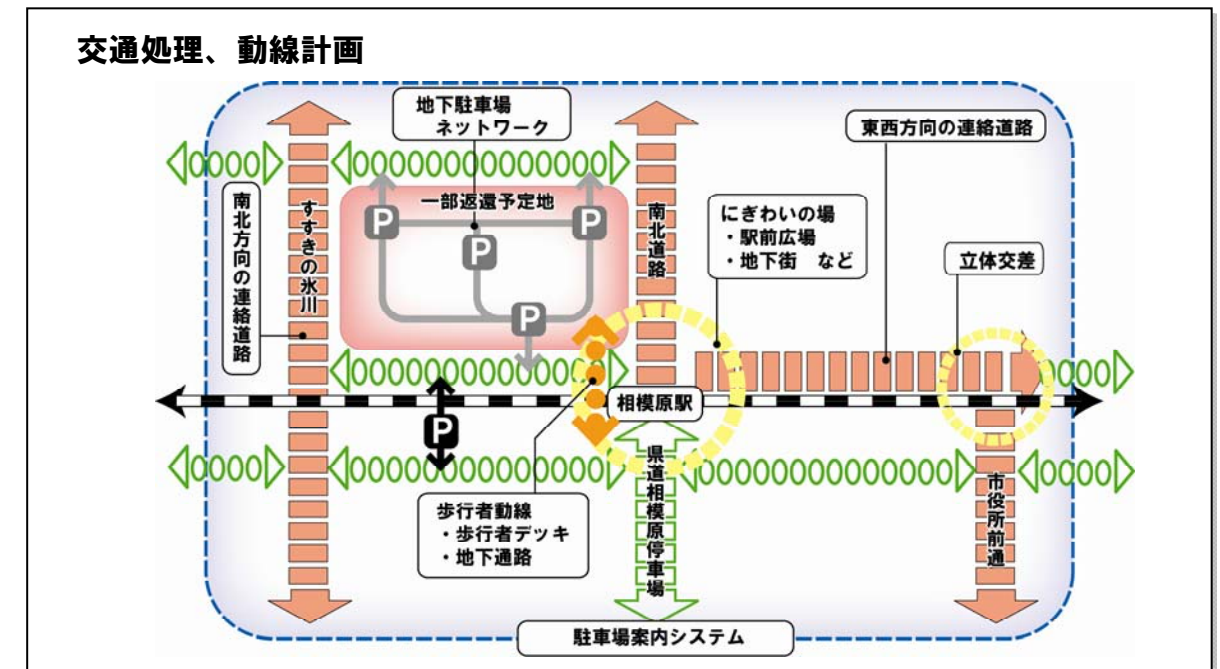 交通処理、動線計画
地下駐車場
ネットワーク
東西方向の連絡道路
一部返還予定地
南北方向の連絡道路
すすきの氷川
南北道路
にぎわいの場
・駅前広場
・地下街 など
立体交差
P
P
P
P
相模原駅
P
県道相模原停車場
市役所前通
歩行者動線
・歩行者デッキ
・地下通路
駐車場案内システム